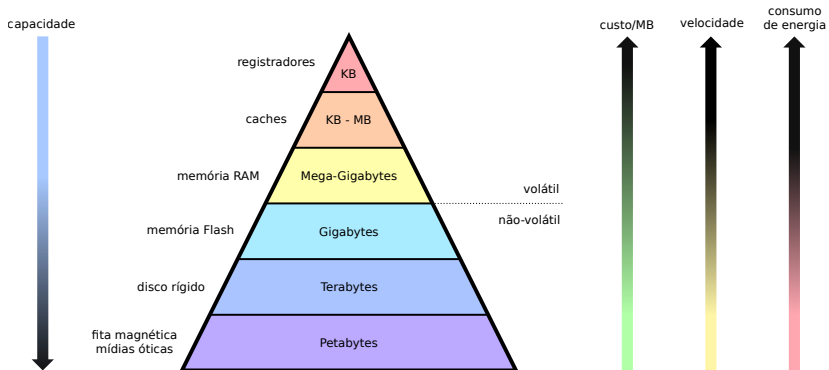 capacidade
custo/MB
velocidade
consumo
de energia
registradores
KB
caches
KB - MB
memória RAM
Mega-Gigabytes
volátil
não-volátil
memória Flash
Gigabytes
disco rígido
Terabytes
fita magnética
mídias óticas
Petabytes